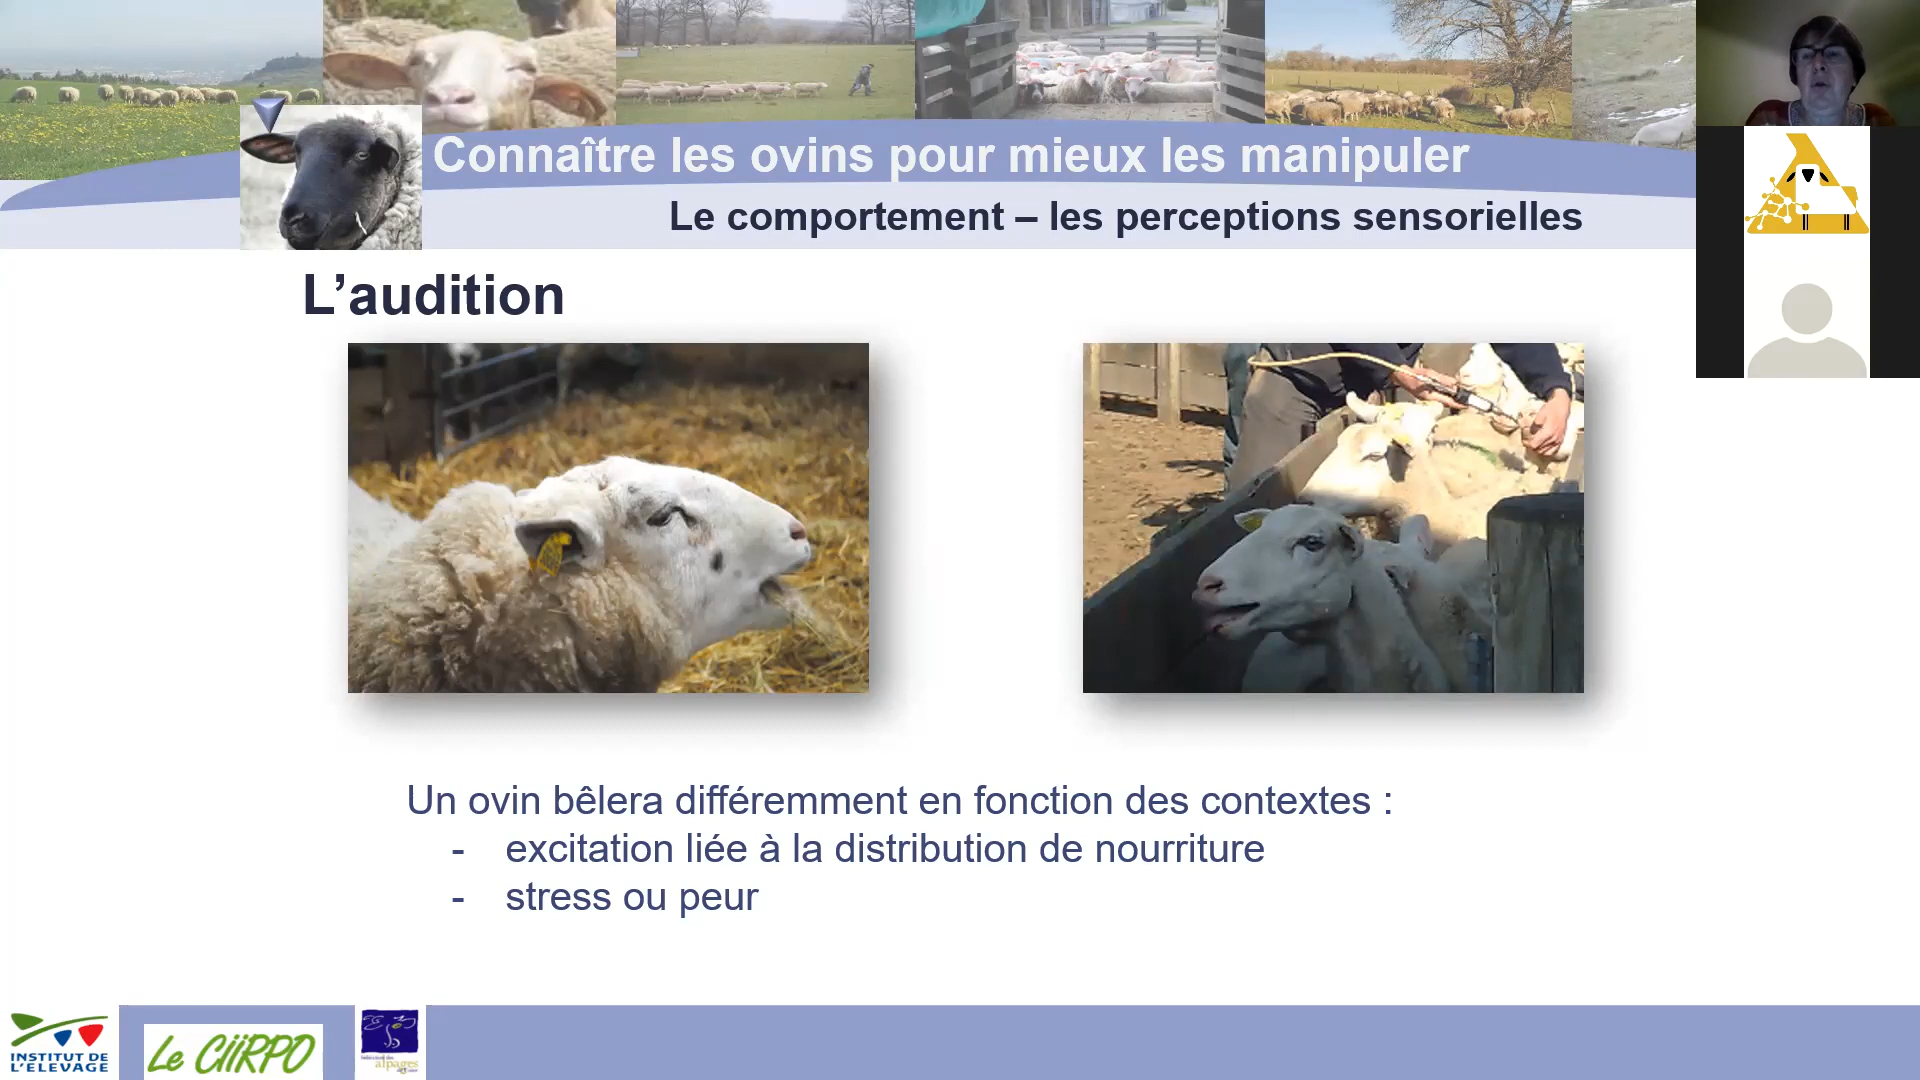 Connaître les ovins pour mieux les manipuler
Le comportement – les perceptions sensorielles
L’audition
Un ovin bêlera différemment en fonction des contextes :
- excitation liée à la distribution de nourriture
- stress ou peur
INSTITUT DE
L'ELEVAGE
Le CIIRPO
alpages